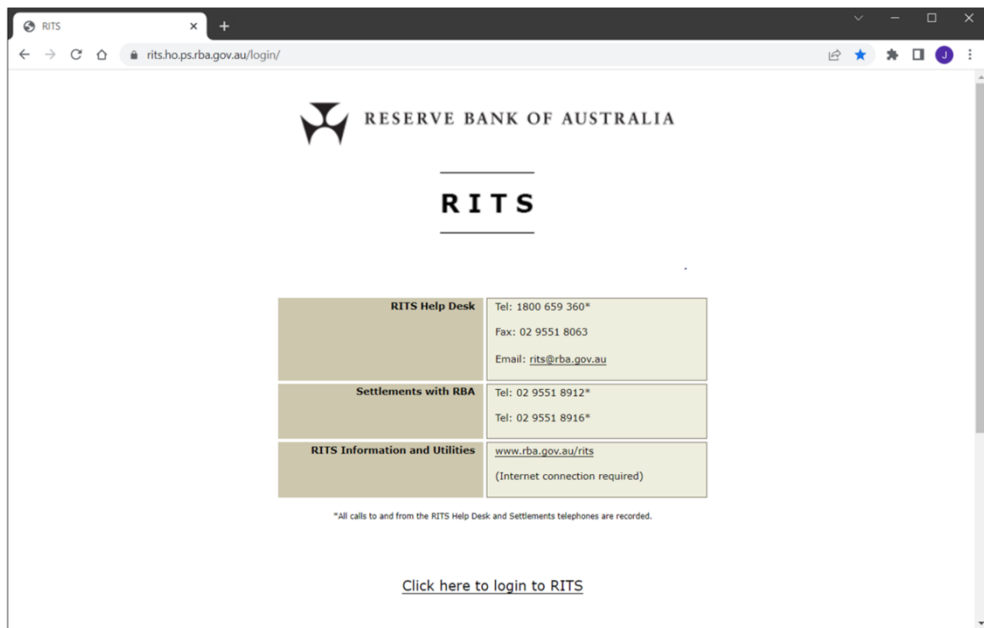 RITS
rits.ho.ps.rba.gov.au/login/
J
RESERVE BANK OF AUSTRALIA
RITS
RITS Help Desk
Tel: 1800 659 360*
Fax: 02 9551 8063
Email: rits@rba.gov.au
Settlements with RBA
Tel: 02 9551 8912*
Tel: 02 9551 8916*
RITS Information and Utilities
www.rba.gov.au/rits
(Internet connection required)
*All calls to and from the RITS Help Desk and Settlements telephones are recorded.
Click here to login to RITS